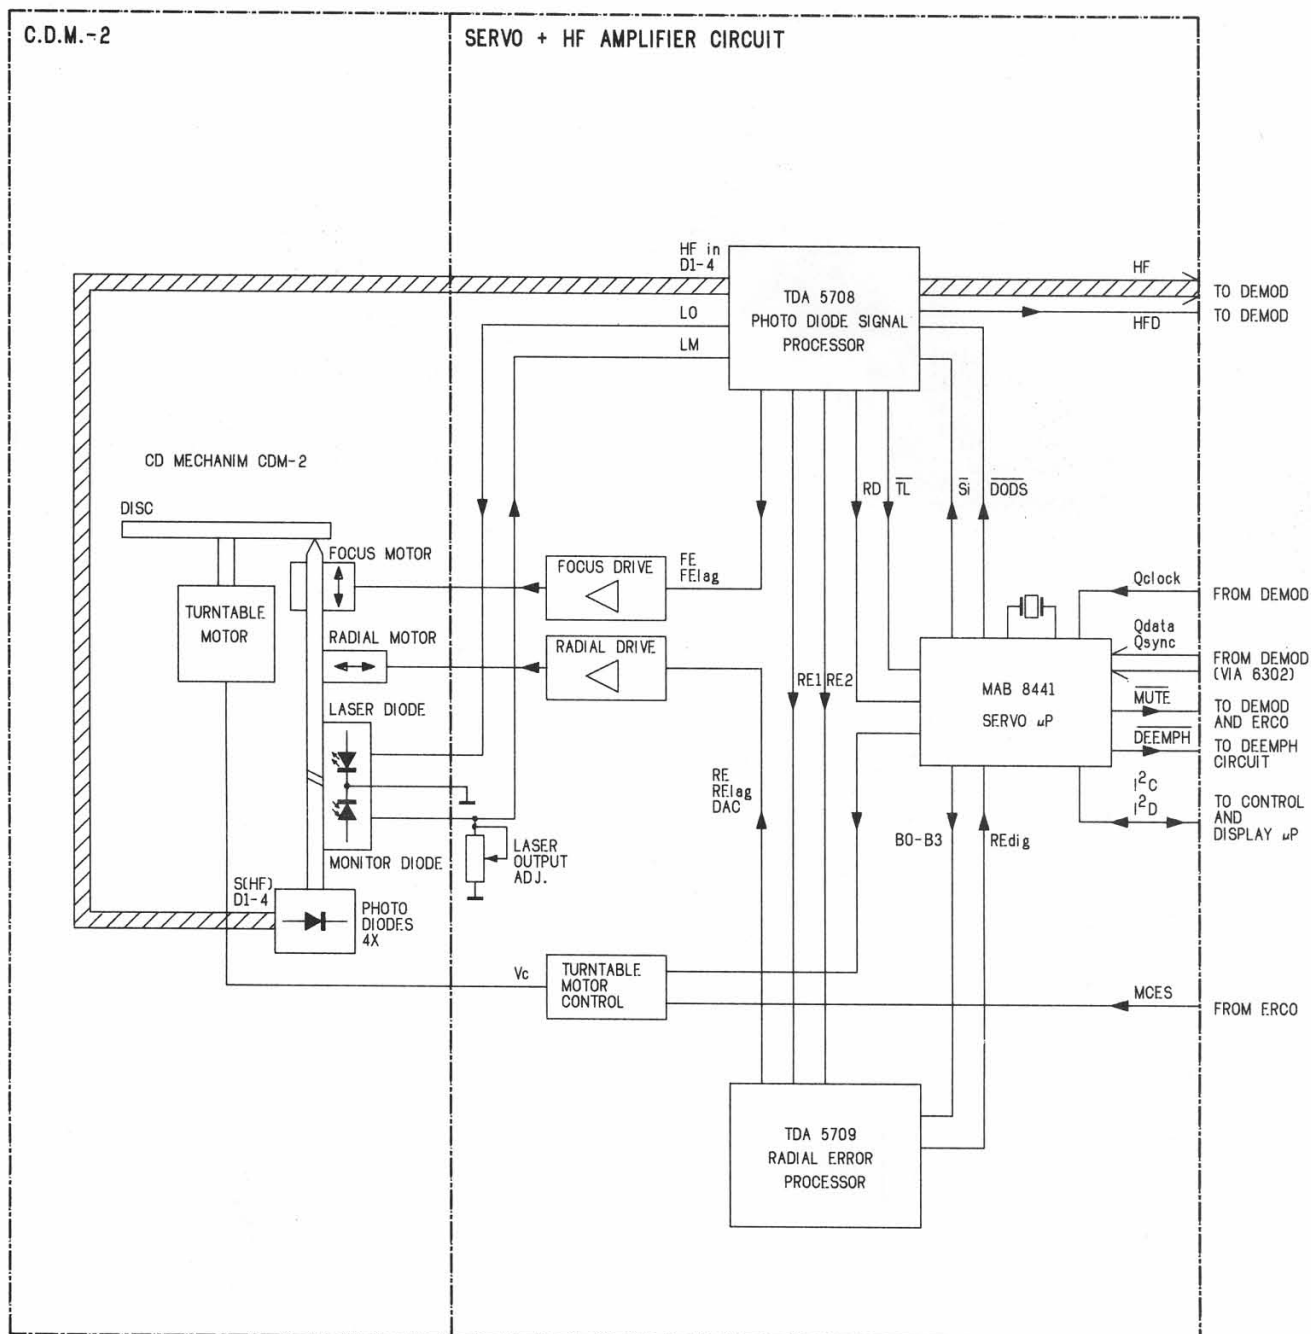 C.D.M.-2
SERVO + HF AMPLIFIER CIRCUIT
HF in
D1-4
TDA 5708
PHOTO DIODE SIGNAL
PROCESSOR
HF
TO DEMOD
HFD
TO DEMOD
LO
LM
CD MECHANIM CDM-2
DISC
FOCUS MOTOR
TURNTABLE
MOTOR
RADIAL MOTOR
LASER DIODE
MONITOR DIODE
S(HF)
D1-4
PHOTO
DIODES
4X
LASER
OUTPUT
ADJ.
FOCUS DRIVE
FE
FElag
RADIAL DRIVE
RE
RElag
DAC
RE1
RE2
RD
T̅L̅
S̅i̅
D̅O̅D̅S̅
MAB 8441
SERVO µP
Qclock
FROM DEMOD
Qdata
Qsync
FROM DEMOD
(VIA 6302)
M̅U̅T̅E̅
TO DEMOD
AND ERCO
D̅E̅E̅M̅P̅H̅
TO DEEMPH
CIRCUIT
I²C
I²D
TO CONTROL
AND
DISPLAY µP
B0-B3
REdig
Vc
TURNTABLE
MOTOR
CONTROL
MCES
FROM ERCO
TDA 5709
RADIAL ERROR
PROCESSOR